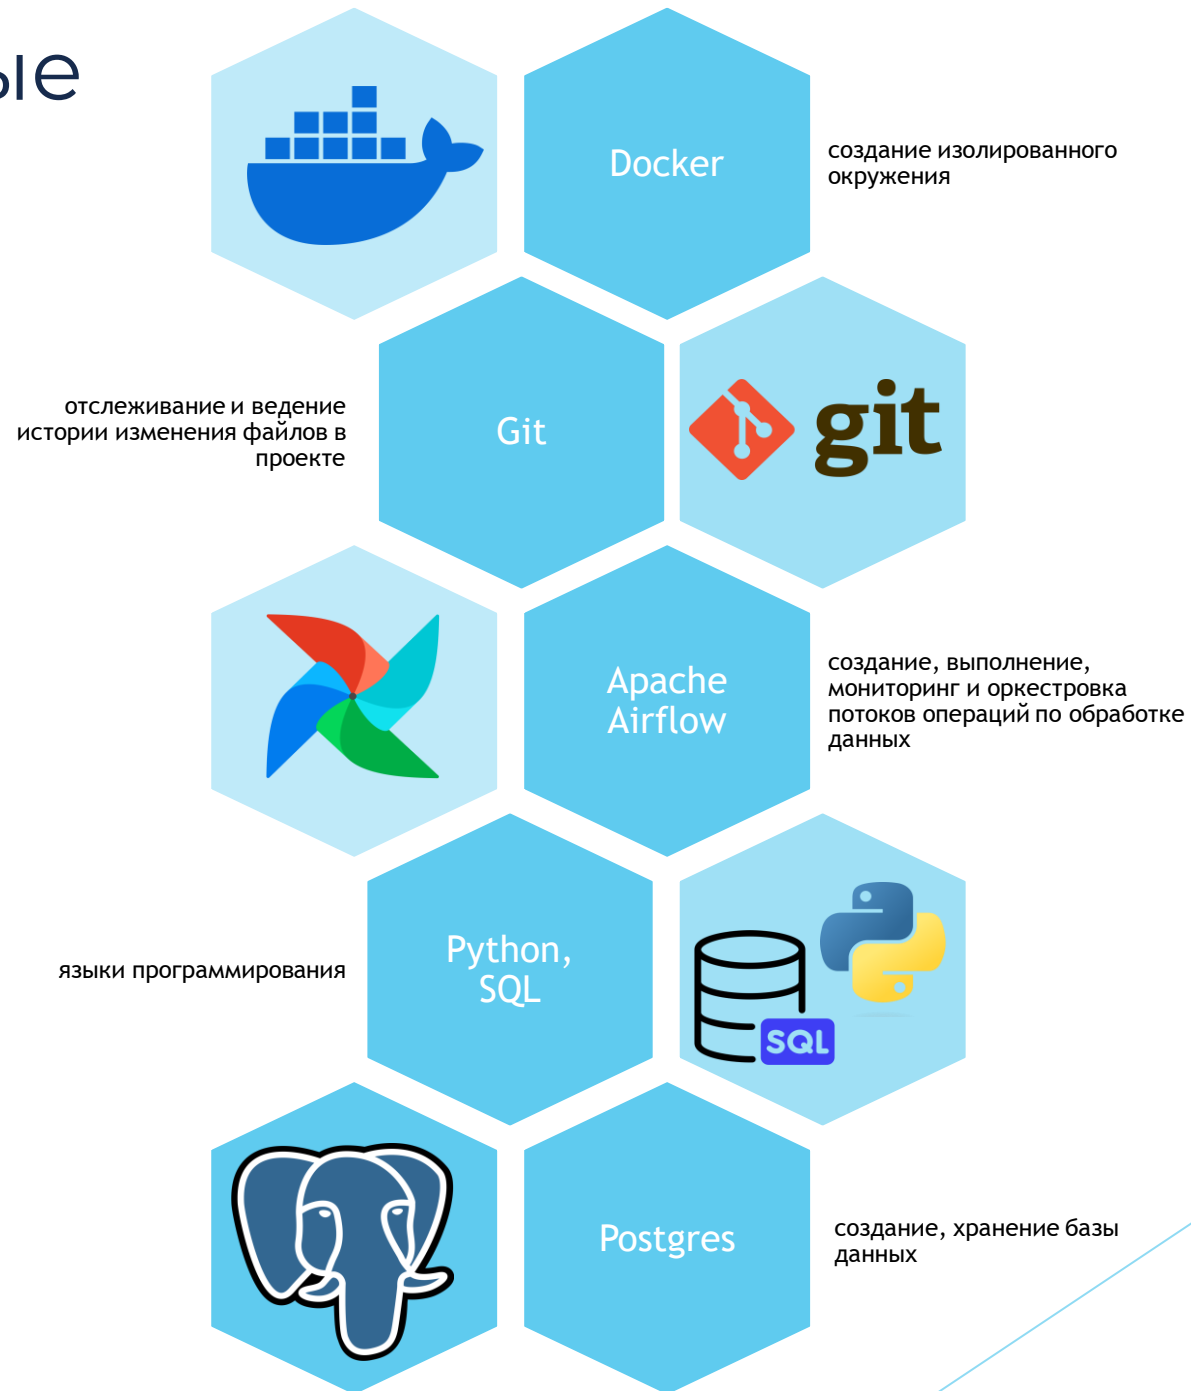 ые
Docker
создание изолированного
окружения
отслеживание и ведение
истории изменения файлов в
проекте
Git
git
Apache
Airflow
создание, выполнение,
мониторинг и оркестровка
потоков операций по обработке
данных
языки программирования
Python,
SQL
SQL
Postgres
создание, хранение базы
данных